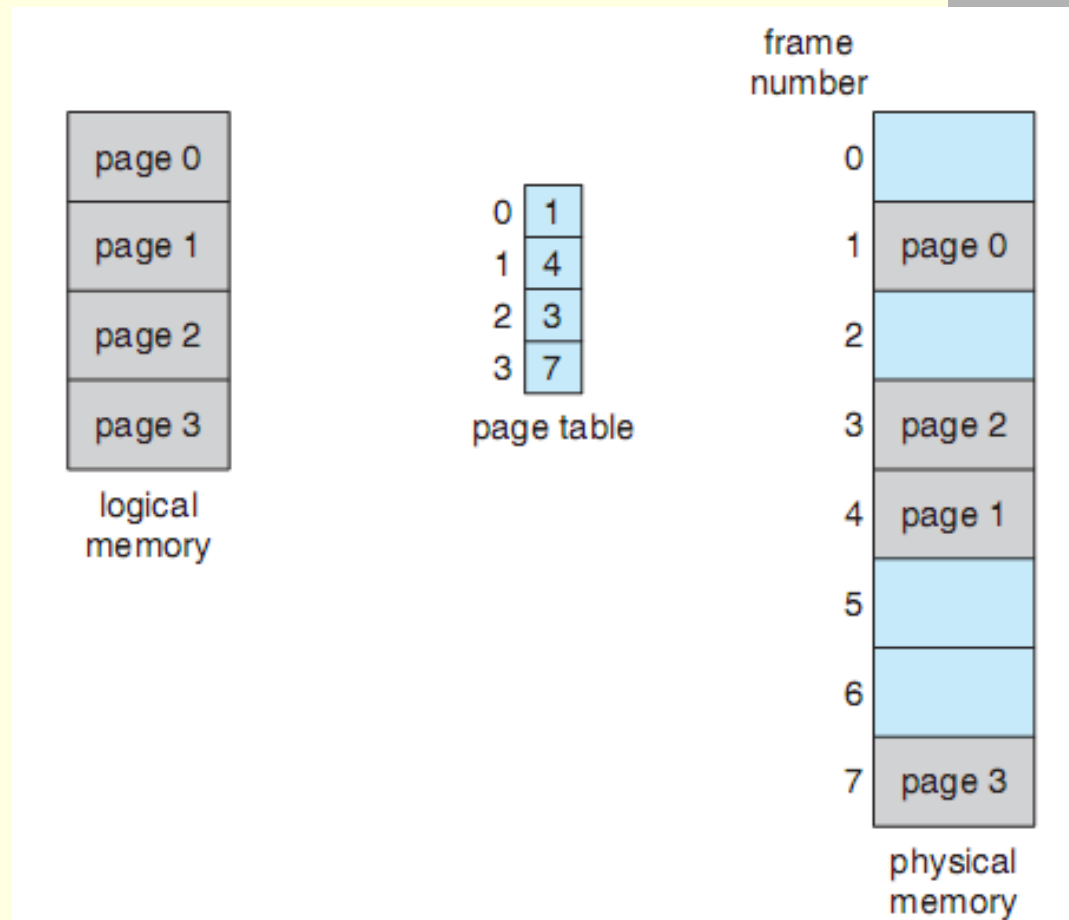 page 0
page 1
page 2
page 3
logical
memory
0 1
1 4
2 3
3 7
page table
frame
number
0
1 page 0
2
3 page 2
4 page 1
5
6
7 page 3
physical
memory